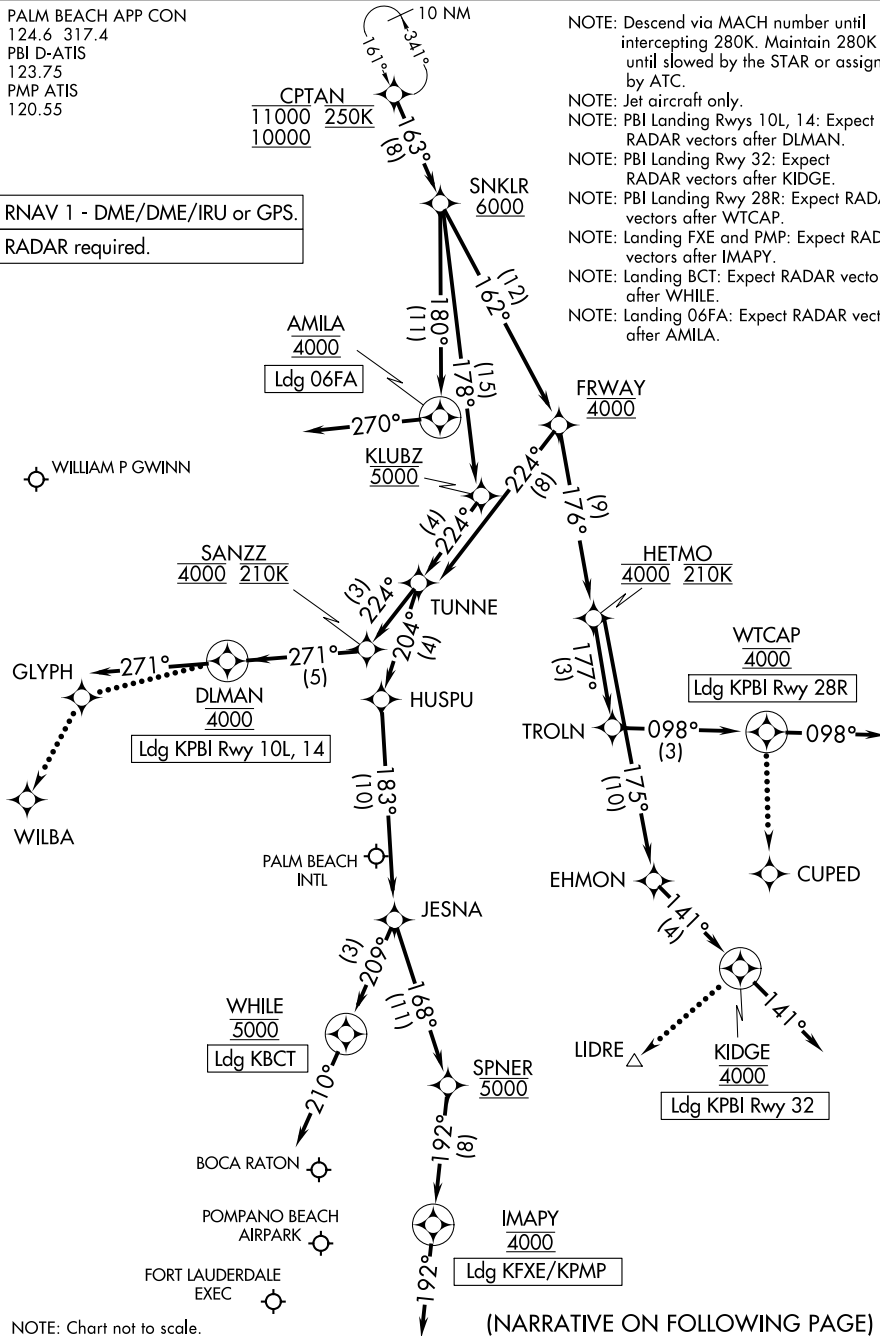 PALM BEACH APP CON
124.6 317.4
PBI D-ATIS
123.75
PMP ATIS
120.55
10 NM
341°
161°
NOTE: Descend via MACH number until
intercepting 280K. Maintain 280K
until slowed by the STAR or assign
by ATC.
NOTE: Jet aircraft only.
NOTE: PBI Landing Rwys 10L, 14: Expect
RADAR vectors after DLMAN.
NOTE: PBI Landing Rwy 32: Expect
RADAR vectors after KIDGE.
NOTE: PBI Landing Rwy 28R: Expect RADA
vectors after WTCAP.
NOTE: Landing FXE and PMP: Expect RAD
vectors after IMAPY.
NOTE: Landing BCT: Expect RADAR vecto
after WHILE.
NOTE: Landing 06FA: Expect RADAR vect
after AMILA.
CPTAN
11000 250K
10000
163°
(8)
SNKLR
6000
RNAV 1 - DME/DME/IRU or GPS.
RADAR required.
(12)
162°
180°
(11)
(15)
178°
AMILA
4000
Ldg 06FA
270°
FRWAY
4000
KLUBZ
5000
224°
(8)
(9)
176°
WILLIAM P GWINN
(4)
224°
SANZZ
4000 210K
(3)
224°
TUNNE
204°
(4)
HETMO
4000 210K
177°
(3)
WTCAP
4000
Ldg KPBI Rwy 28R
GLYPH
271°
271°
(5)
DLMAN
4000
Ldg KPBI Rwy 10L, 14
HUSPU
TROLN
098°
(3)
098°
WILBA
183°
(10)
175°
(10)
PALM BEACH
INTL
EHMON
CUPED
JESNA
141°
(4)
(3)
209°
168°
(11)
WHILE
5000
Ldg KBCT
210°
141°
LIDRE
KIDGE
4000
Ldg KPBI Rwy 32
SPNER
5000
192°
(8)
BOCA RATON
POMPANO BEACH
AIRPARK
IMAPY
4000
Ldg KFXE/KPMP
192°
FORT LAUDERDALE
EXEC
NOTE: Chart not to scale.
(NARRATIVE ON FOLLOWING PAGE)